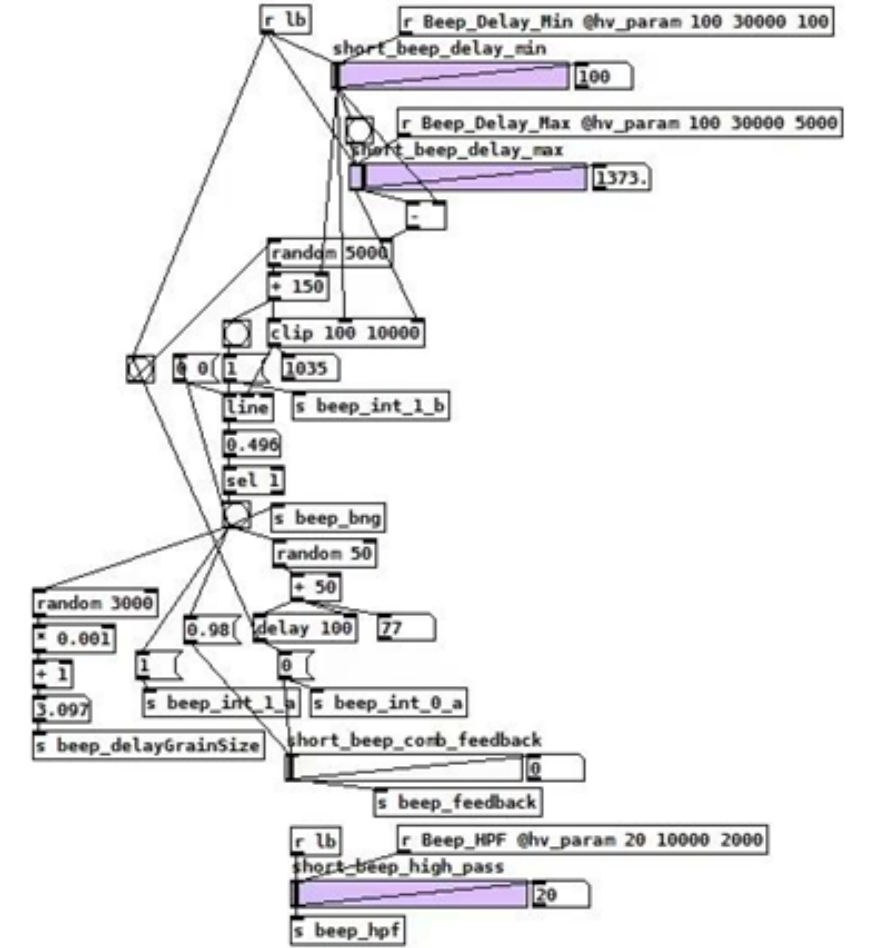 r lb
r Beep_Delay_Min @hv_param 100 30000 100
short_beep_delay_min
100
r Beep_Delay_Max @hv_param 100 30000 5000
short_beep_delay_max
1373.
-
random 5000
+ 150
clip 100 10000
0 0
1
1035
line
s beep_int_1_b
0.496
sel 1
s beep_bng
random 50
+ 50
random 3000
0.98
delay 100
77
* 0.001
1
0
+ 1
s beep_int_1_a
s beep_int_0_a
3.097
s beep_delayGrainSize
short_beep_comb_feedback
0
s beep_feedback
r lb
r Beep_HPF @hv_param 20 10000 2000
short_beep_high_pass
20
s beep_hpf